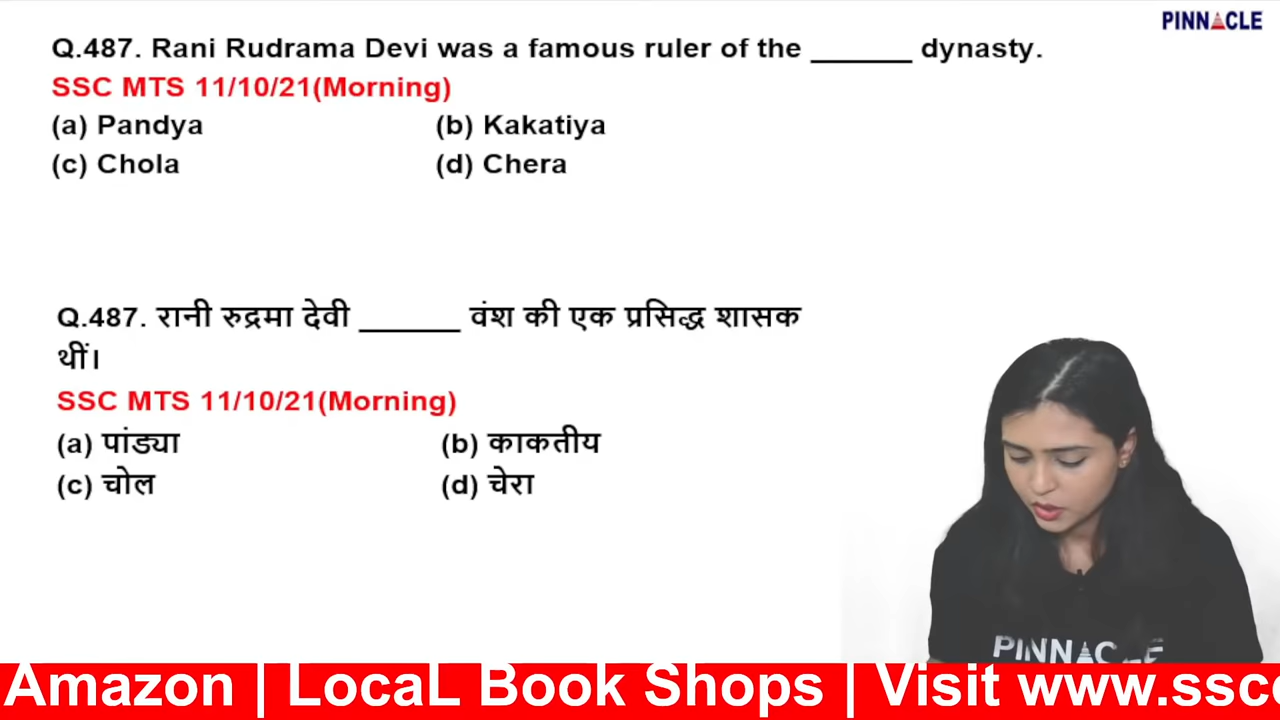 PINNACLE
Q.487. Rani Rudrama Devi was a famous ruler of the ______ dynasty.
SSC MTS 11/10/21(Morning)
(a) Pandya (b) Kakatiya
(c) Chola (d) Chera
Q.487. रानी रुद्रमा देवी ______ वंश की एक प्रसिद्ध शासक
थीं।
SSC MTS 11/10/21(Morning)
(a) पांड्या (b) काकतीय
(c) चोल (d) चेरा
PINNACLE
Amazon | LocaL Book Shops | Visit www.ssc